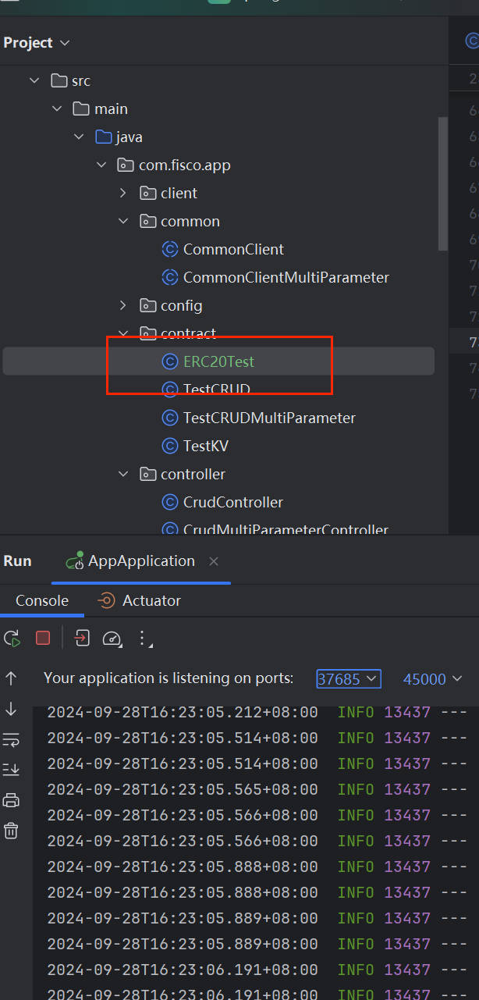 Project
src
main
java
com.fisco.app
client
common
CommonClient
CommonClientMultiParameter
config
contract
ERC20Test
TestCRUD
TestCRUDMultiParameter
TestKV
controller
CrudController
CrudMultiParameterController
Run AppApplication
Console Actuator
Your application is listening on ports: 37685 45000
2024-09-28T16:23:05.212+08:00 INFO 13437 ---
2024-09-28T16:23:05.514+08:00 INFO 13437 ---
2024-09-28T16:23:05.514+08:00 INFO 13437 ---
2024-09-28T16:23:05.565+08:00 INFO 13437 ---
2024-09-28T16:23:05.566+08:00 INFO 13437 ---
2024-09-28T16:23:05.566+08:00 INFO 13437 ---
2024-09-28T16:23:05.888+08:00 INFO 13437 ---
2024-09-28T16:23:05.888+08:00 INFO 13437 ---
2024-09-28T16:23:05.889+08:00 INFO 13437 ---
2024-09-28T16:23:05.889+08:00 INFO 13437 ---
2024-09-28T16:23:06.191+08:00 INFO 13437 ---
2024-09-28T16:23:06.191+08:00 INFO 13437 ---